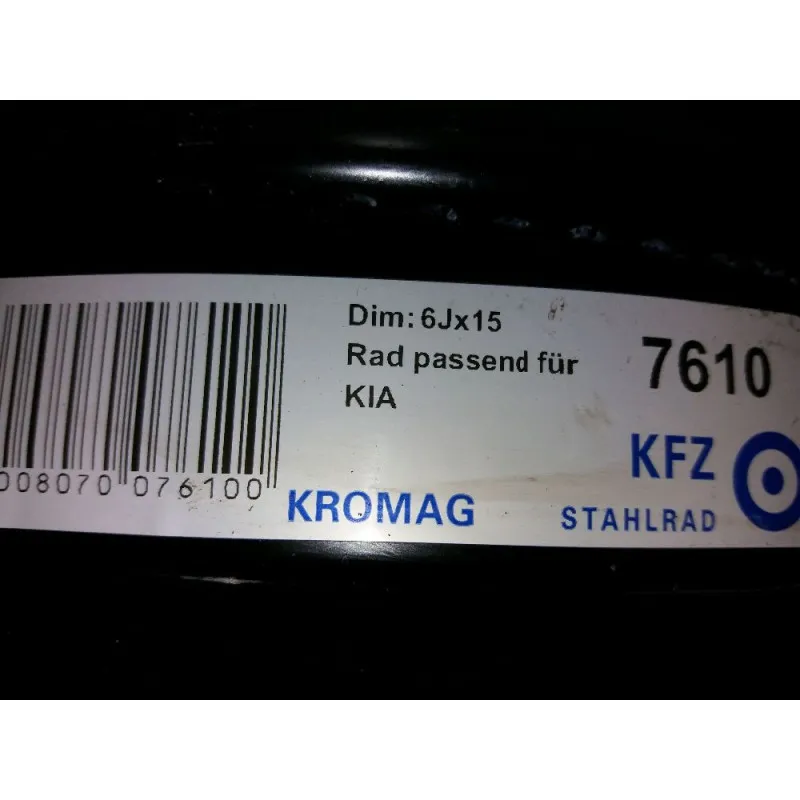 Dim: 6Jx15
Rad passend für
KIA
7610
KFZ
STAHLRAD
KROMAG
008070 076100